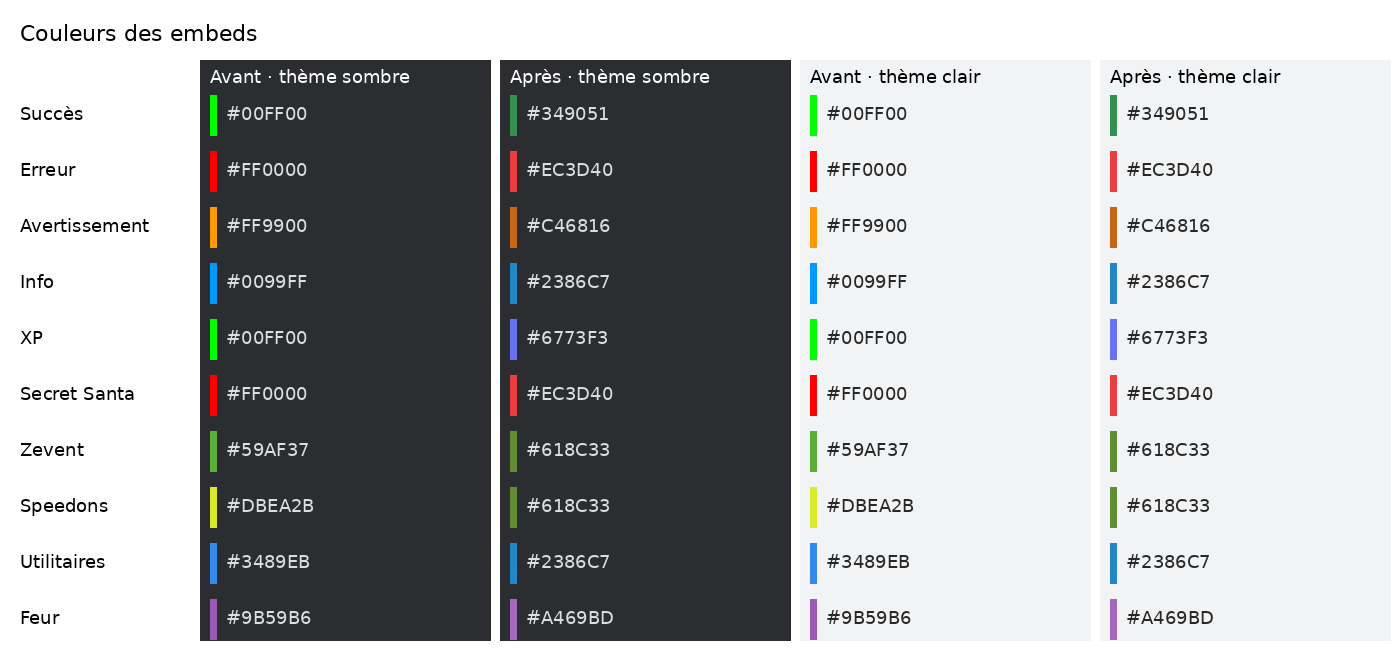 Couleurs des embeds
Avant · thème sombre Après · thème sombre Avant · thème clair Après · thème clair
Succès #00FF00 #349051 #00FF00 #349051
Erreur #FF0000 #EC3D40 #FF0000 #EC3D40
Avertissement #FF9900 #C46816 #FF9900 #C46816
Info #0099FF #2386C7 #0099FF #2386C7
XP #00FF00 #6773F3 #00FF00 #6773F3
Secret Santa #FF0000 #EC3D40 #FF0000 #EC3D40
Zevent #59AF37 #618C33 #59AF37 #618C33
Speedons #DBEA2B #618C33 #DBEA2B #618C33
Utilitaires #3489EB #2386C7 #3489EB #2386C7
Feur #9B59B6 #A469BD #9B59B6 #A469BD